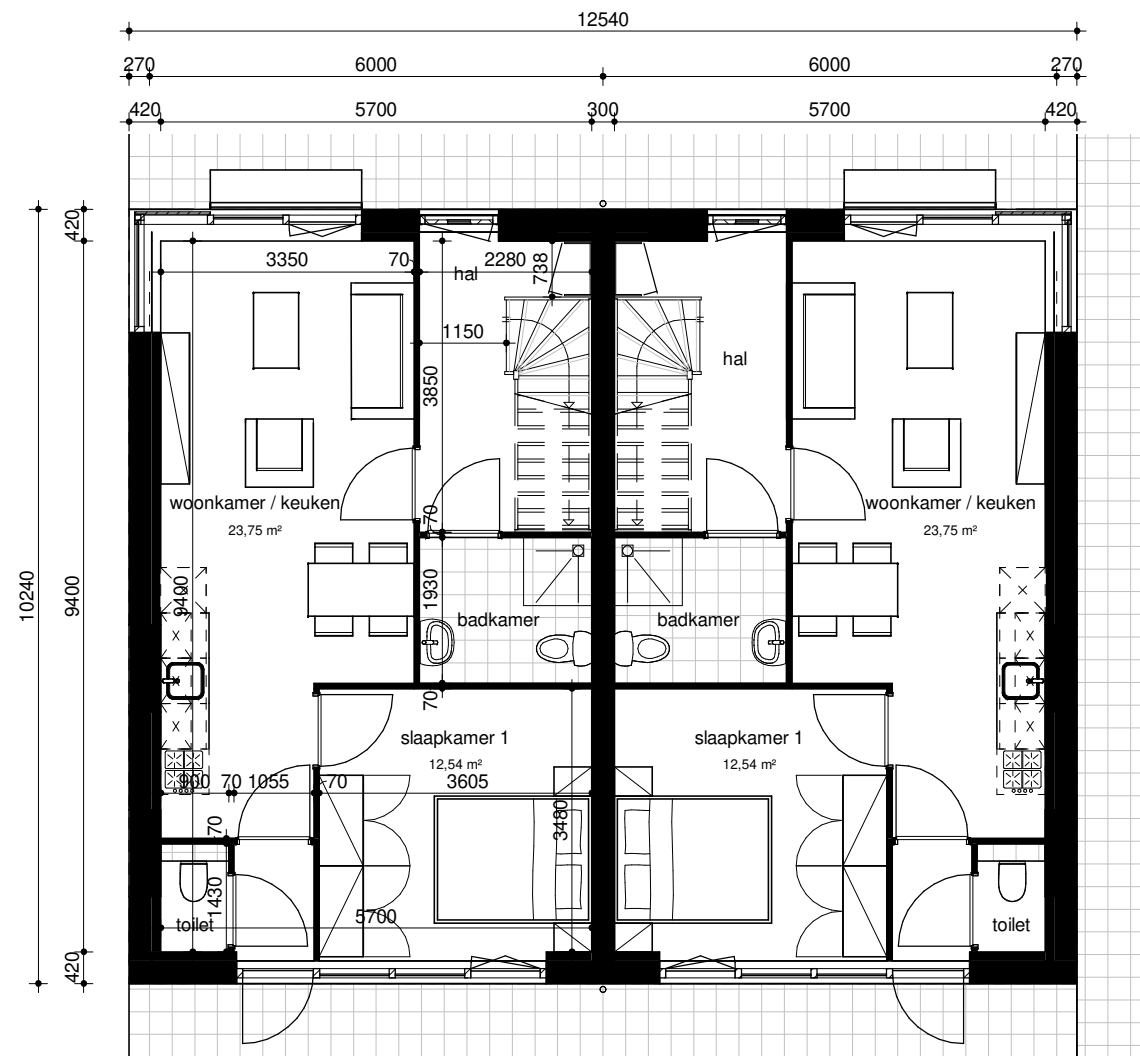 12540
270 6000 6000 270
420 5700 300 5700 420
420
3350 70 2280 738
hal
1150
hal
3850
woonkamer / keuken woonkamer / keuken
23,75 m² 23,75 m²
70
10240 9400 9400 1930
badkamer badkamer
70
slaapkamer 1 slaapkamer 1
12,54 m² 12,54 m²
900 70 1055 70 3605
70 3480
1430
toilet 5700 toilet
420